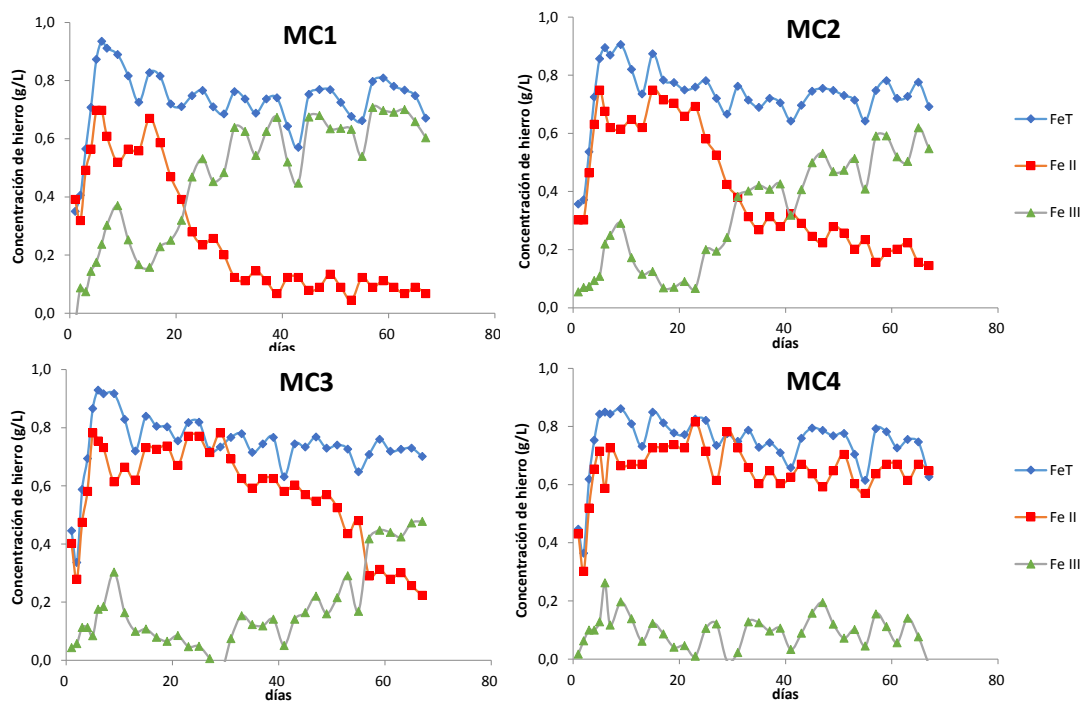 MC1
Concentración de hierro (g/L)
1,0
0,8
0,6
0,4
0,2
0,0
0
20
40
60
80
días
MC2
Concentración de hierro (g/L)
1,0
0,8
0,6
0,4
0,2
0,0
0
20
40
60
80
días
FeT
Fe II
Fe III
MC3
Concentración de hierro (g/L)
1,0
0,8
0,6
0,4
0,2
0,0
0
20
40
60
80
días
MC4
Concentración de hierro (g/L)
1,0
0,8
0,6
0,4
0,2
0,0
0
20
40
60
80
días
FeT
Fe II
Fe III